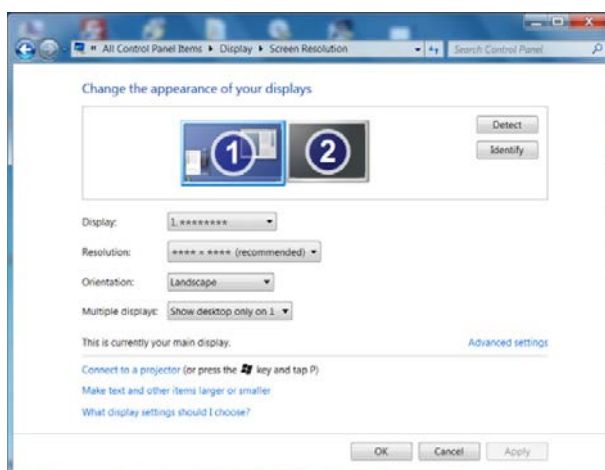 « All Control Panel Items ▸ Display ▸ Screen Resolution
Search Control Panel
Change the appearance of your displays
1
2
Detect
Identify
Display:
1. ********
Resolution:
**** × **** (recommended)
Orientation:
Landscape
Multiple displays:
Show desktop only on 1
This is currently your main display.
Advanced settings
Connect to a projector (or press the key and tap P)
Make text and other items larger or smaller
What display settings should I choose?
OK
Cancel
Apply